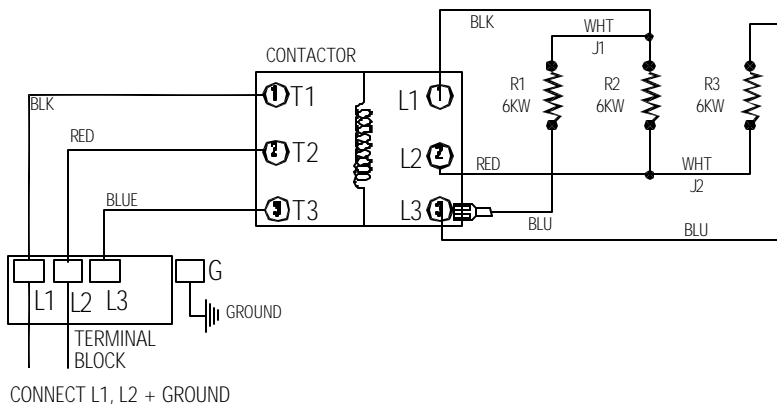 BLK
WHT
J1
CONTACTOR
R1
6KW
R2
6KW
R3
6KW
1
T1
L1
1
BLK
RED
2
T2
L2
2
RED
WHT
J2
BLUE
3
T3
L3
3
BLU
BLU
L1
L2
L3
G
GROUND
TERMINAL
BLOCK
CONNECT L1, L2 + GROUND